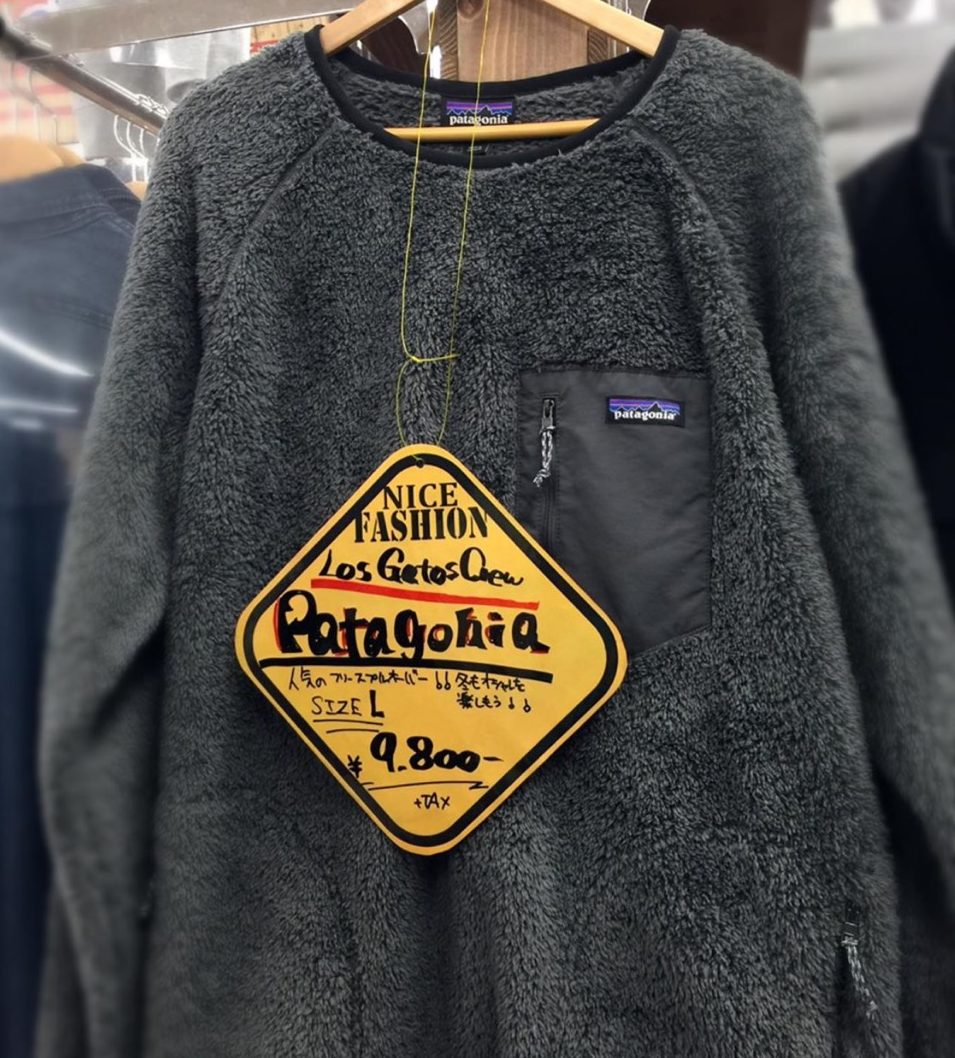 patagonia
patagonia
NICE
FASHION
Los Gatos Crew
Patagonia
人気のフリースプルオーバー!! 冬もオシャレを
楽しもう!!
SIZE L
¥9.800-
+TAX